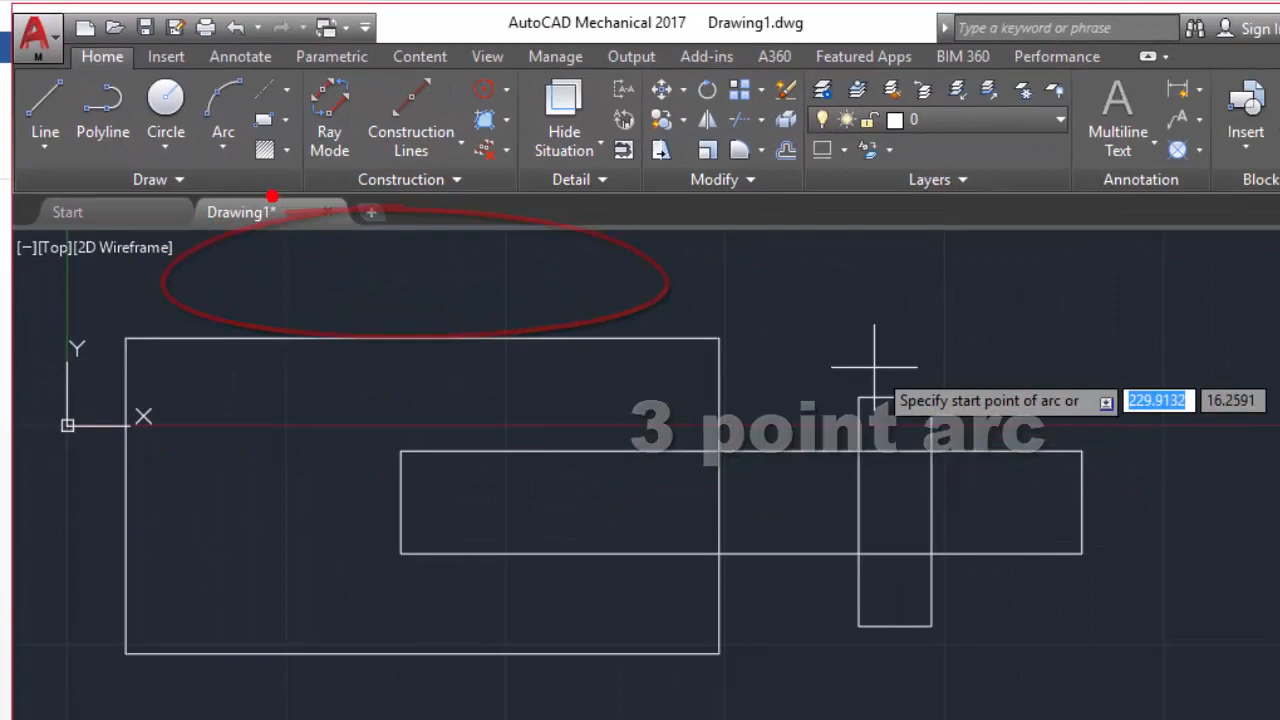 AutoCAD Mechanical 2017 Drawing1.dwg
Type a keyword or phrase
Sign I
M
Home Insert Annotate Parametric Content View Manage Output Add-ins A360 Featured Apps BIM 360 Performance
Line Polyline Circle Arc
Ray Mode
Construction Lines
Hide Situation
0
Multiline Text
Insert
Draw Construction Detail Modify Layers Annotation Block
Start Drawing1*
[−][Top][2D Wireframe]
Y
X
Specify start point of arc or 229.9132 16.2591
3 point arc